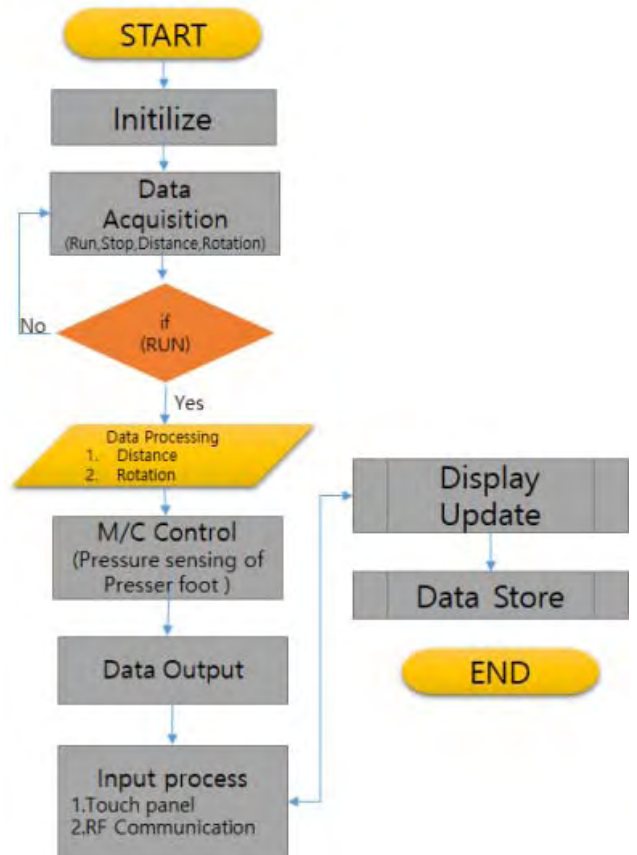 START
Initilize
Data
Acquisition
(Run,Stop,Distance,Rotation)
No
if
(RUN)
Yes
Data Processing
1. Distance
2. Rotation
M/C Control
(Pressure sensing of
Presser foot )
Data Output
Input process
1.Touch panel
2.RF Communication
Display
Update
Data Store
END